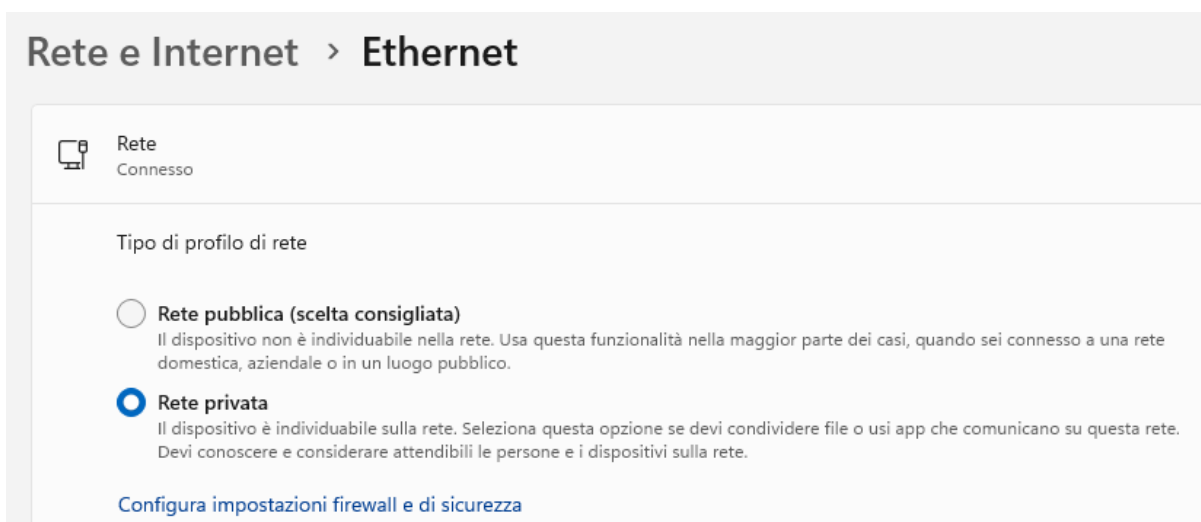 Rete e Internet > Ethernet
Rete
Connesso
Tipo di profilo di rete
Rete pubblica (scelta consigliata)
Il dispositivo non è individuabile nella rete. Usa questa funzionalità nella maggior parte dei casi, quando sei connesso a una rete
domestica, aziendale o in un luogo pubblico.
Rete privata
Il dispositivo è individuabile sulla rete. Seleziona questa opzione se devi condividere file o usi app che comunicano su questa rete.
Devi conoscere e considerare attendibili le persone e i dispositivi sulla rete.
Configura impostazioni firewall e di sicurezza